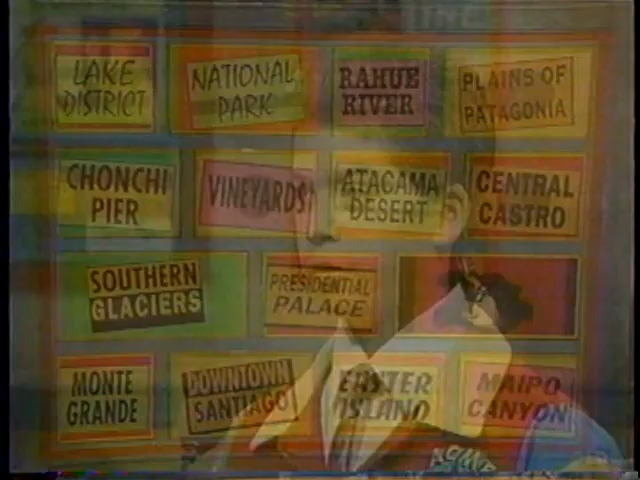 LAKE
DISTRICT
NATIONAL
PARK
RAHUE
RIVER
PLAINS OF
PATAGONIA
CHONCHI
PIER
VINEYARDS
ATACAMA
DESERT
CENTRAL
CASTRO
SOUTHERN
GLACIERS
PRESIDENTIAL
PALACE
MONTE
GRANDE
DOWNTOWN
SANTIAGO
EASTER
ISLAND
MAIPO
CANYON
ACME